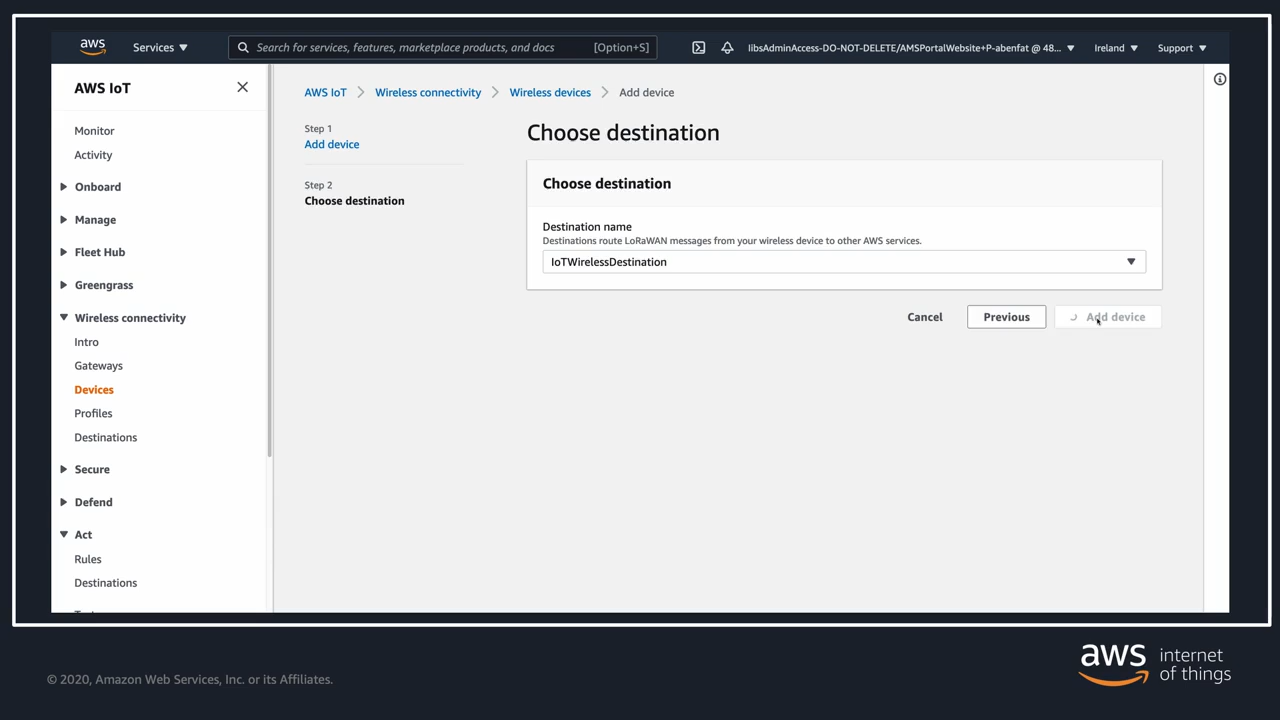 aws
Services
Search for services, features, marketplace products, and docs
[Option+S]
libsAdminAccess-DO-NOT-DELETE/AMSPortalWebsite+P-abenfat @ 48...
Ireland
Support
AWS IoT
Monitor
Activity
Onboard
Manage
Fleet Hub
Greengrass
Wireless connectivity
Intro
Gateways
Devices
Profiles
Destinations
Secure
Defend
Act
Rules
Destinations
AWS IoT
Wireless connectivity
Wireless devices
Add device
Step 1
Add device
Step 2
Choose destination
Choose destination
Choose destination
Destination name
Destinations route LoRaWAN messages from your wireless device to other AWS services.
IoTWirelessDestination
Cancel
Previous
Add device
© 2020, Amazon Web Services, Inc. or its Affiliates.
aws
internet
of things